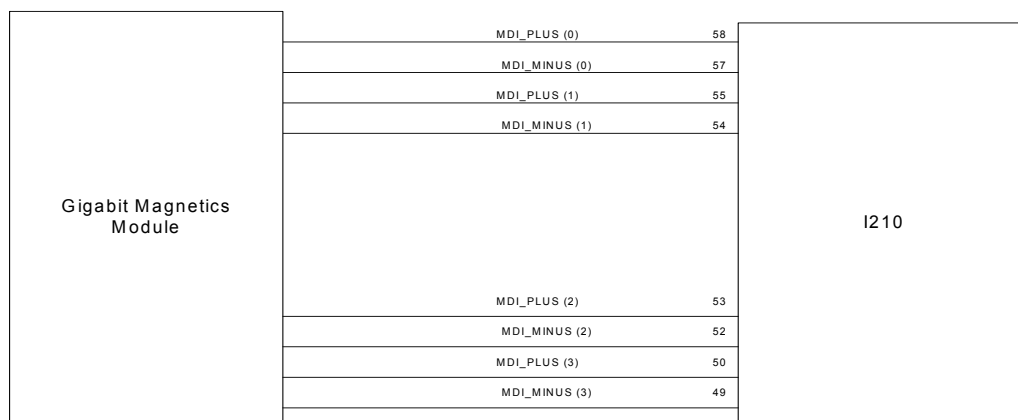 MDI_PLUS (0) 58
MDI_MINUS (0) 57
MDI_PLUS (1) 55
MDI_MINUS (1) 54
Gigabit Magnetics
Module
I210
MDI_PLUS (2) 53
MDI_MINUS (2) 52
MDI_PLUS (3) 50
MDI_MINUS (3) 49